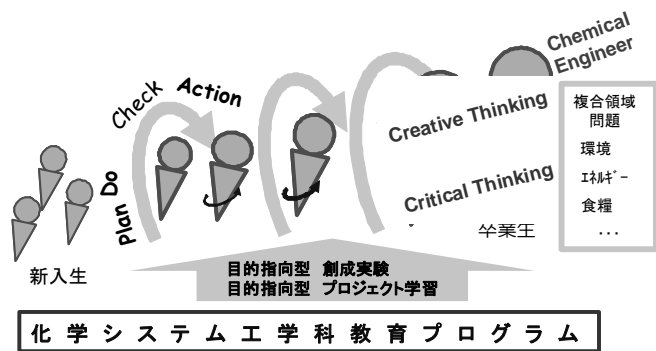 Chemical
Engineer
Plan Do
Check Action
Creative Thinking
Critical Thinking
複合領域
問題
環境
エネルギー
食糧
...
新入生
卒業生
目的指向型 創成実験
目的指向型 プロジェクト学習
化学システム工学科教育プログラム